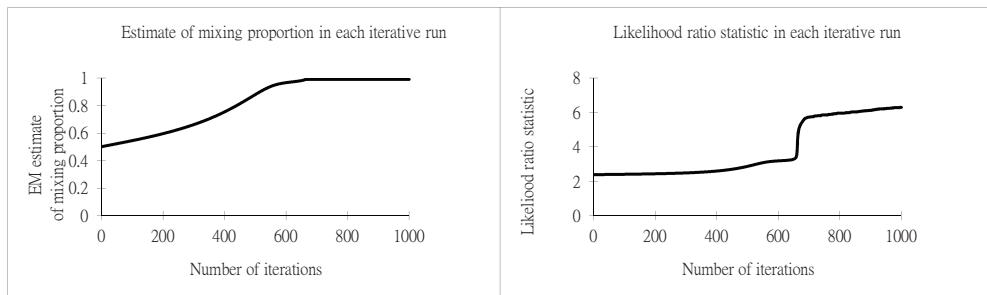 Estimate of mixing proportion in each iterative run
EM estimate
of mixing proportion
1
0.8
0.6
0.4
0.2
0
0 200 400 600 800 1000
Number of iterations
Likelihood ratio statistic in each iterative run
Likeliood ratio statistic
8
6
4
2
0
0 200 400 600 800 1000
Number of iterations